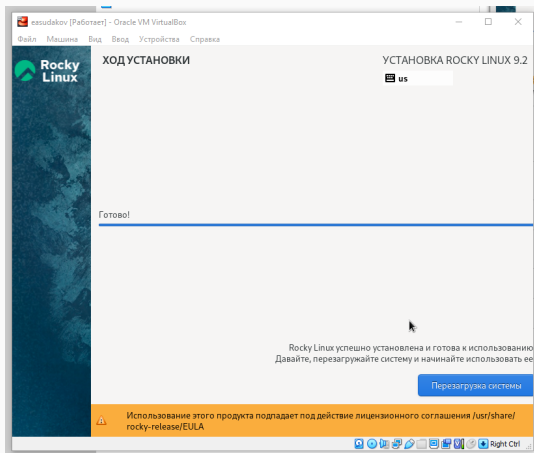 easudakov [Работает] - Oracle VM VirtualBox
Файл Машина Вид Ввод Устройства Справка
Rocky
Linux
ХОД УСТАНОВКИ
УСТАНОВКА ROCKY LINUX 9.2
us
Готово!
Rocky Linux успешно установлена и готова к использованию
Давайте, перезагружайте систему и начинайте использовать ее
Перезагрузка системы
Использование этого продукта подпадает под действие лицензионного соглашения /usr/share/
rocky-release/EULA
Right Ctrl